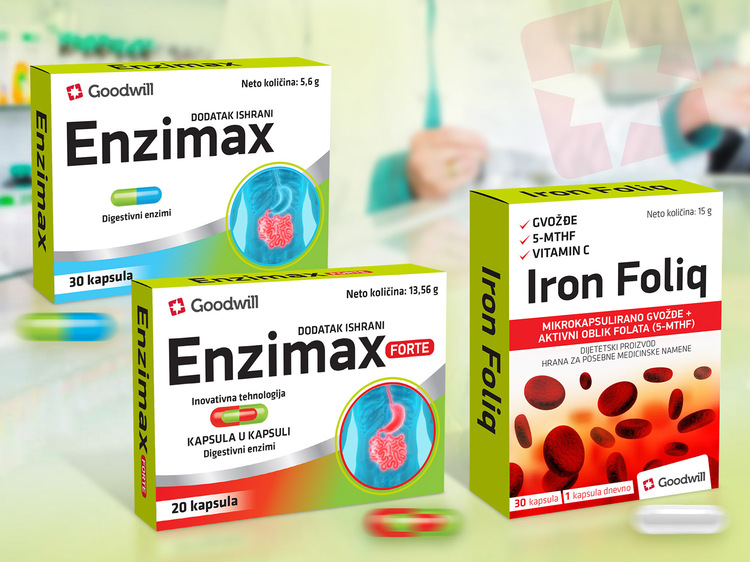 Enzimax
Goodwill
Neto količina: 5,6 g
DODATAK ISHRANI
Enzimax
Digestivni enzimi
30 kapsula
Enzimax
Enzimax FORTE
Goodwill
Neto količina: 13,56 g
DODATAK ISHRANI
Enzimax FORTE
Inovativna tehnologija
KAPSULA U KAPSULI
Digestivni enzimi
20 kapsula
Enzimax FORTE
Iron Foliq
GVOŽĐE
5-MTHF
VITAMIN C
Neto količina: 15 g
Iron Foliq
MIKROKAPSULIRANO GVOŽĐE +
AKTIVNI OBLIK FOLATA (5-MTHF)
DIJETETSKI PROIZVOD
HRANA ZA POSEBNE MEDICINSKE NAMENE
30 kapsula 1 kapsula dnevno
Goodwill
Iron Foliq